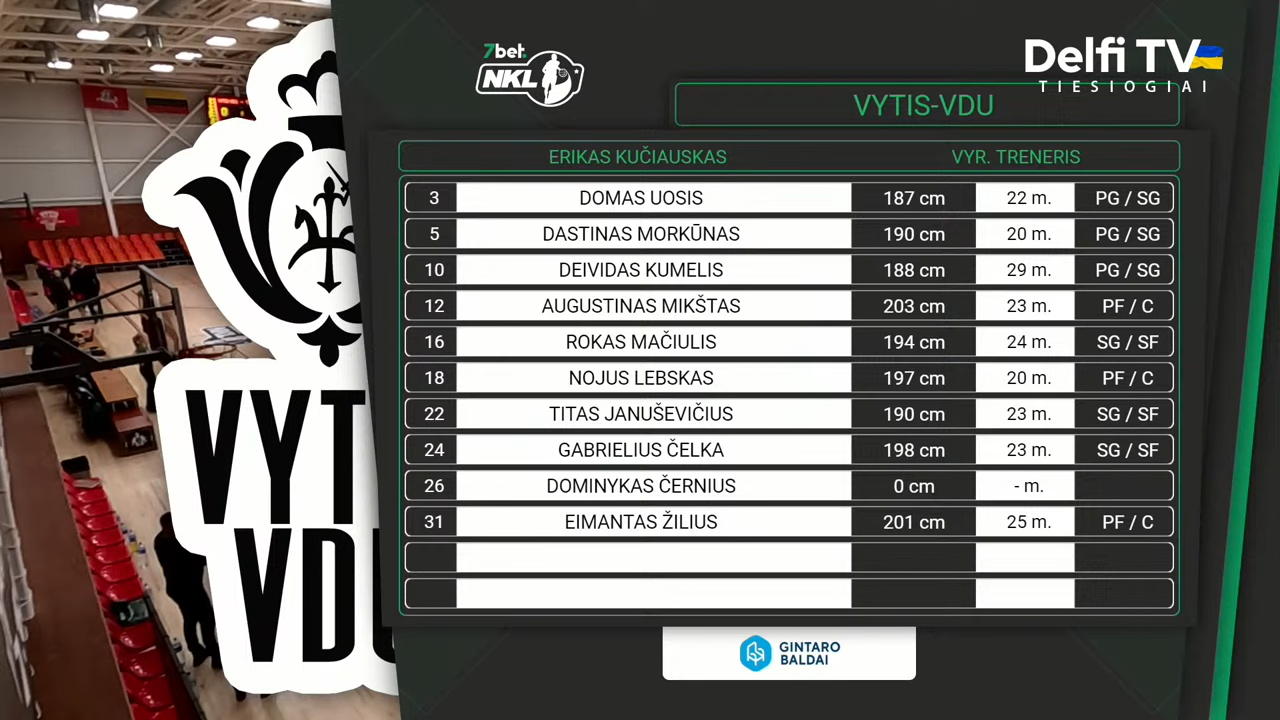 7bet.
NKL
Delfi TV
TIESIOGIAI
VYTIS-VDU
ERIKAS KUČIAUSKAS VYR. TRENERIS
3 DOMAS UOSIS 187 cm 22 m. PG / SG
5 DASTINAS MORKŪNAS 190 cm 20 m. PG / SG
10 DEIVIDAS KUMELIS 188 cm 29 m. PG / SG
12 AUGUSTINAS MIKŠTAS 203 cm 23 m. PF / C
16 ROKAS MAČIULIS 194 cm 24 m. SG / SF
18 NOJUS LEBSKAS 197 cm 20 m. PF / C
22 TITAS JANUŠEVIČIUS 190 cm 23 m. SG / SF
24 GABRIELIUS ČELKA 198 cm 23 m. SG / SF
26 DOMINYKAS ČERNIUS 0 cm - m.
31 EIMANTAS ŽILIUS 201 cm 25 m. PF / C
VYT
VDU
GINTARO
BALDAI